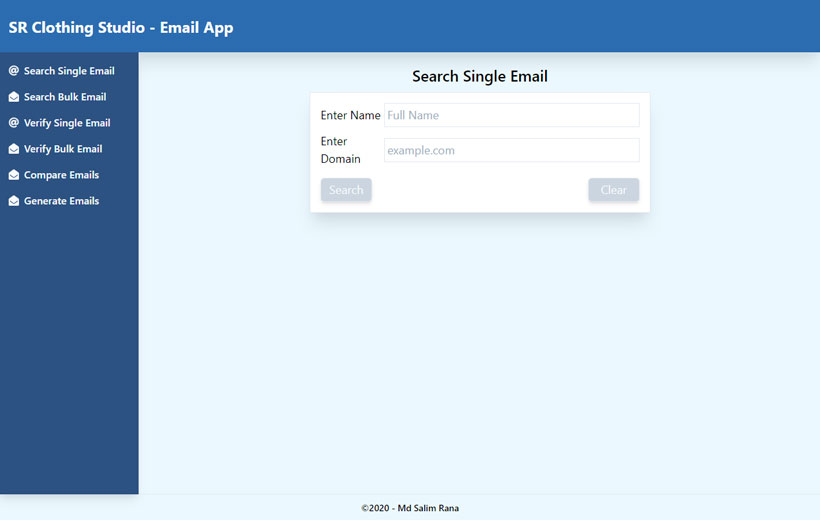 SR Clothing Studio - Email App
Search Single Email
Search Bulk Email
Verify Single Email
Verify Bulk Email
Compare Emails
Generate Emails
Search Single Email
Enter Name Full Name
Enter
Domain example.com
Search Clear
©2020 - Md Salim Rana